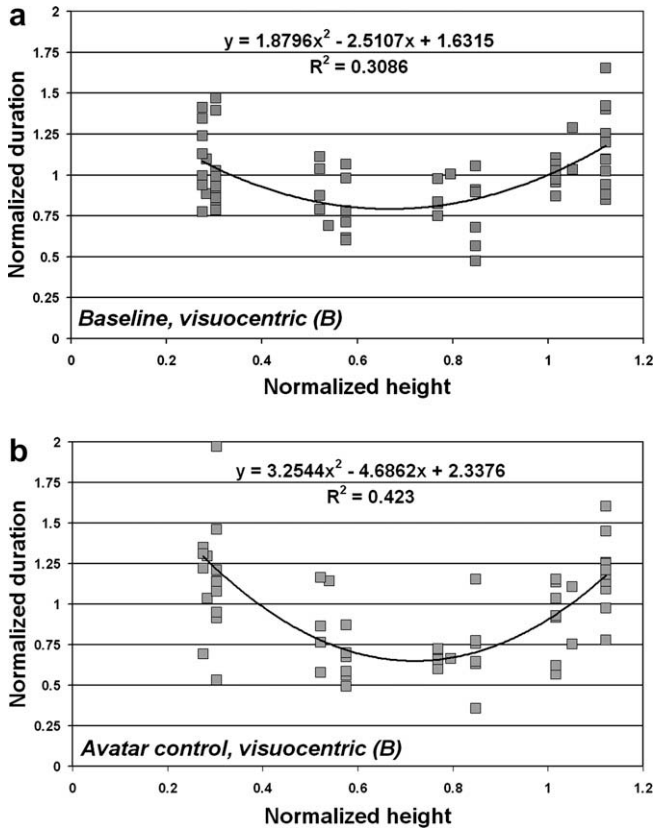 a
y = 1.8796x² - 2.5107x + 1.6315
R² = 0.3086
2
1.75
1.5
1.25
1
0.75
0.5
0.25
0
Normalized duration
Baseline, visuocentric (B)
0 0.2 0.4 0.6 0.8 1 1.2
Normalized height
b
y = 3.2544x² - 4.6862x + 2.3376
R² = 0.423
2
1.75
1.5
1.25
1
0.75
0.5
0.25
0
Normalized duration
Avatar control, visuocentric (B)
0 0.2 0.4 0.6 0.8 1 1.2
Normalized height